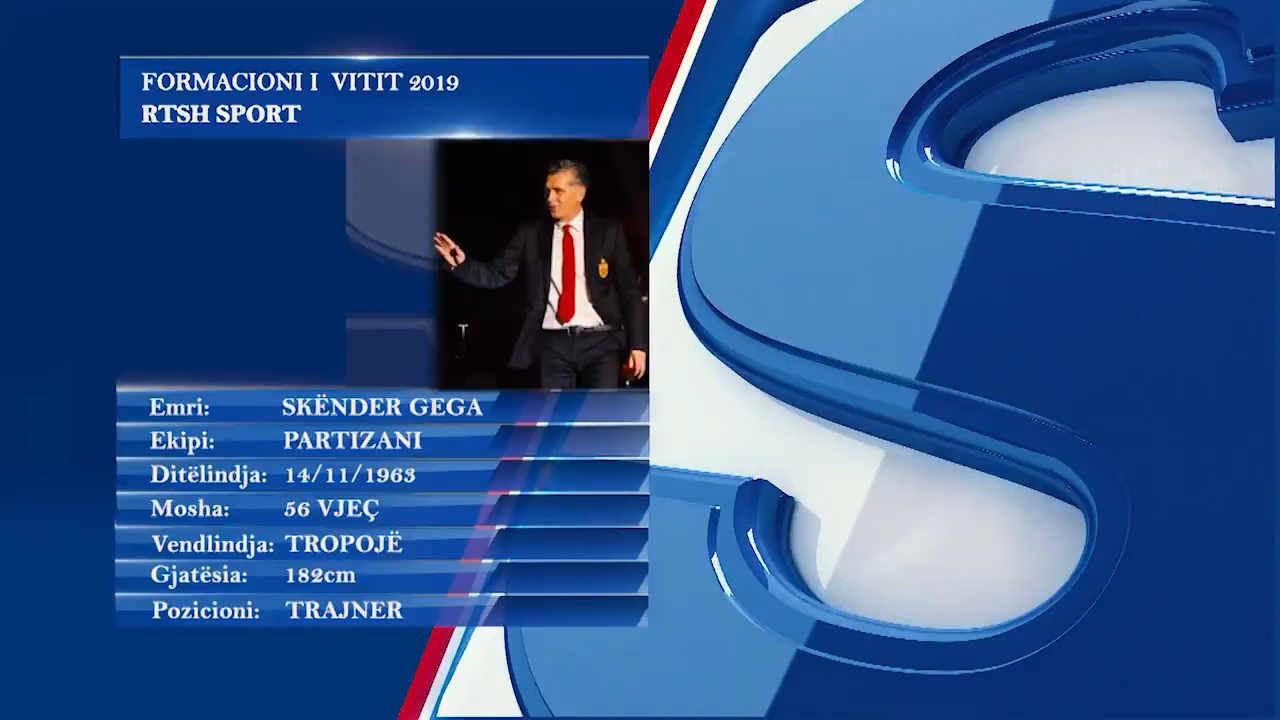 FORMACIONI I VITIT 2019
RTSH SPORT
Emri: SKËNDER GEGA
Ekipi: PARTIZANI
Ditëlindja: 14/11/1963
Mosha: 56 VJEÇ
Vendlindja: TROPOJË
Gjatësia: 182cm
Pozicioni: TRAJNER